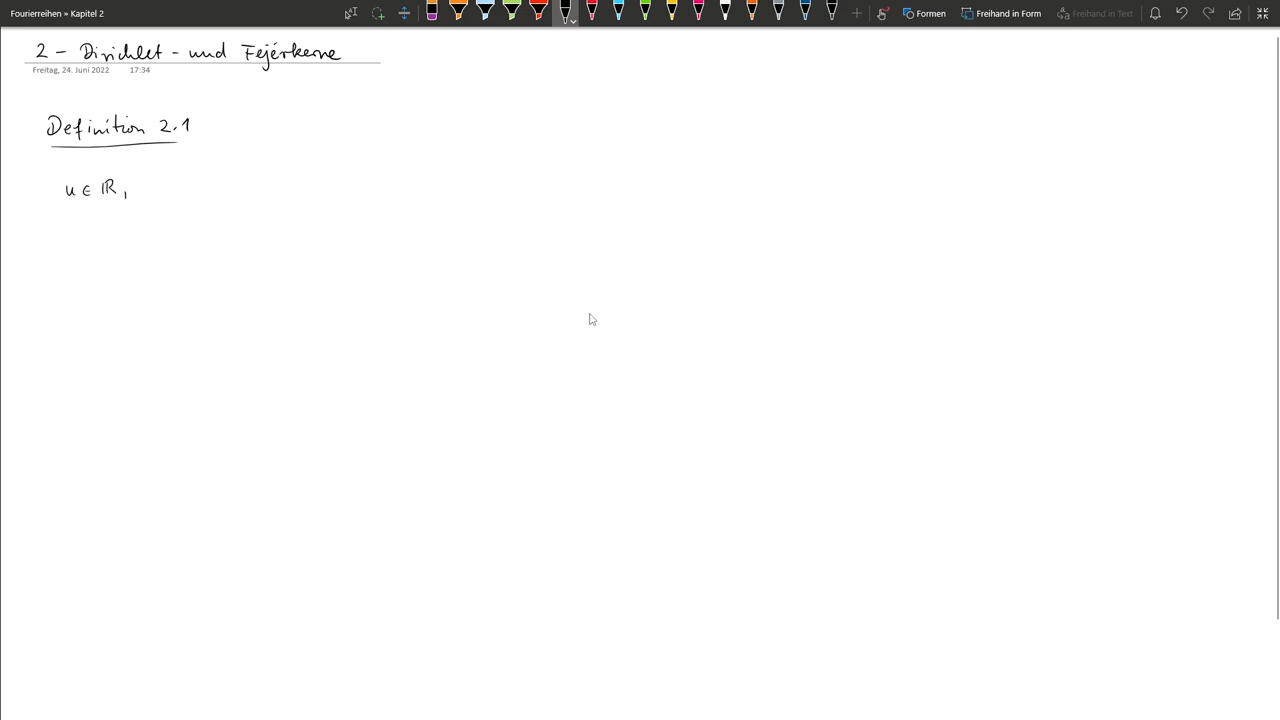 Fourierreihen » Kapitel 2
Formen
Freihand in Form
Freihand in Text
2 - Dirichlet - und Fejérkerne
Freitag, 24. Juni 2022 17:34
Definition 2.1
u ∈ ℝ,